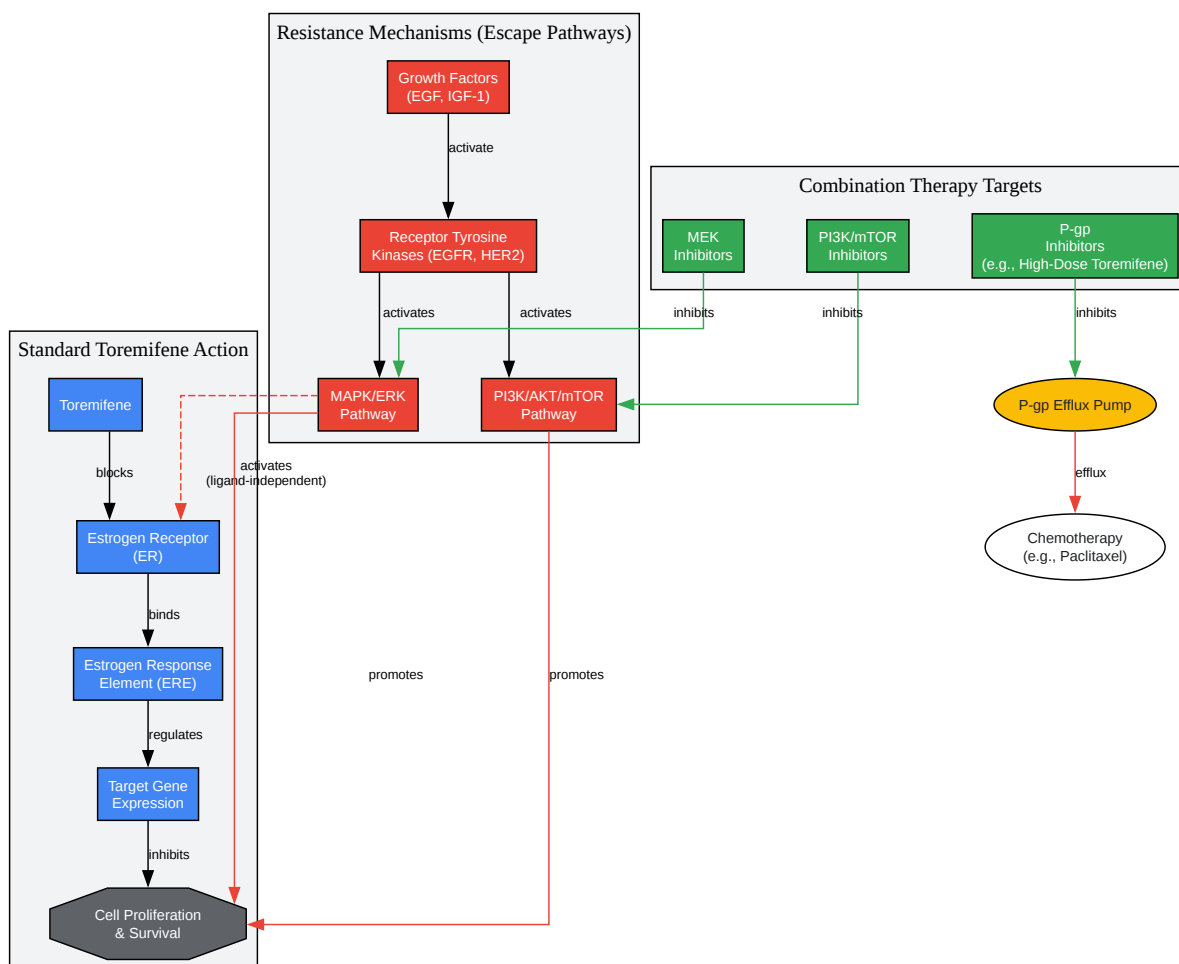 Resistance Mechanisms (Escape Pathways)
Growth Factors
(EGF, IGF-1)
activate
Receptor Tyrosine
Kinases (EGFR, HER2)
activates
activates
MAPK/ERK
Pathway
PI3K/AKT/mTOR
Pathway
Combination Therapy Targets
MEK
Inhibitors
PI3K/mTOR
Inhibitors
P-gp
Inhibitors
(e.g., High-Dose Toremifene)
inhibits
inhibits
inhibits
P-gp Efflux Pump
efflux
Chemotherapy
(e.g., Paclitaxel)
Standard Toremifene Action
Toremifene
blocks
activates
(ligand-independent)
Estrogen Receptor
(ER)
binds
Estrogen Response
Element (ERE)
promotes
promotes
regulates
Target Gene
Expression
inhibits
Cell Proliferation
& Survival